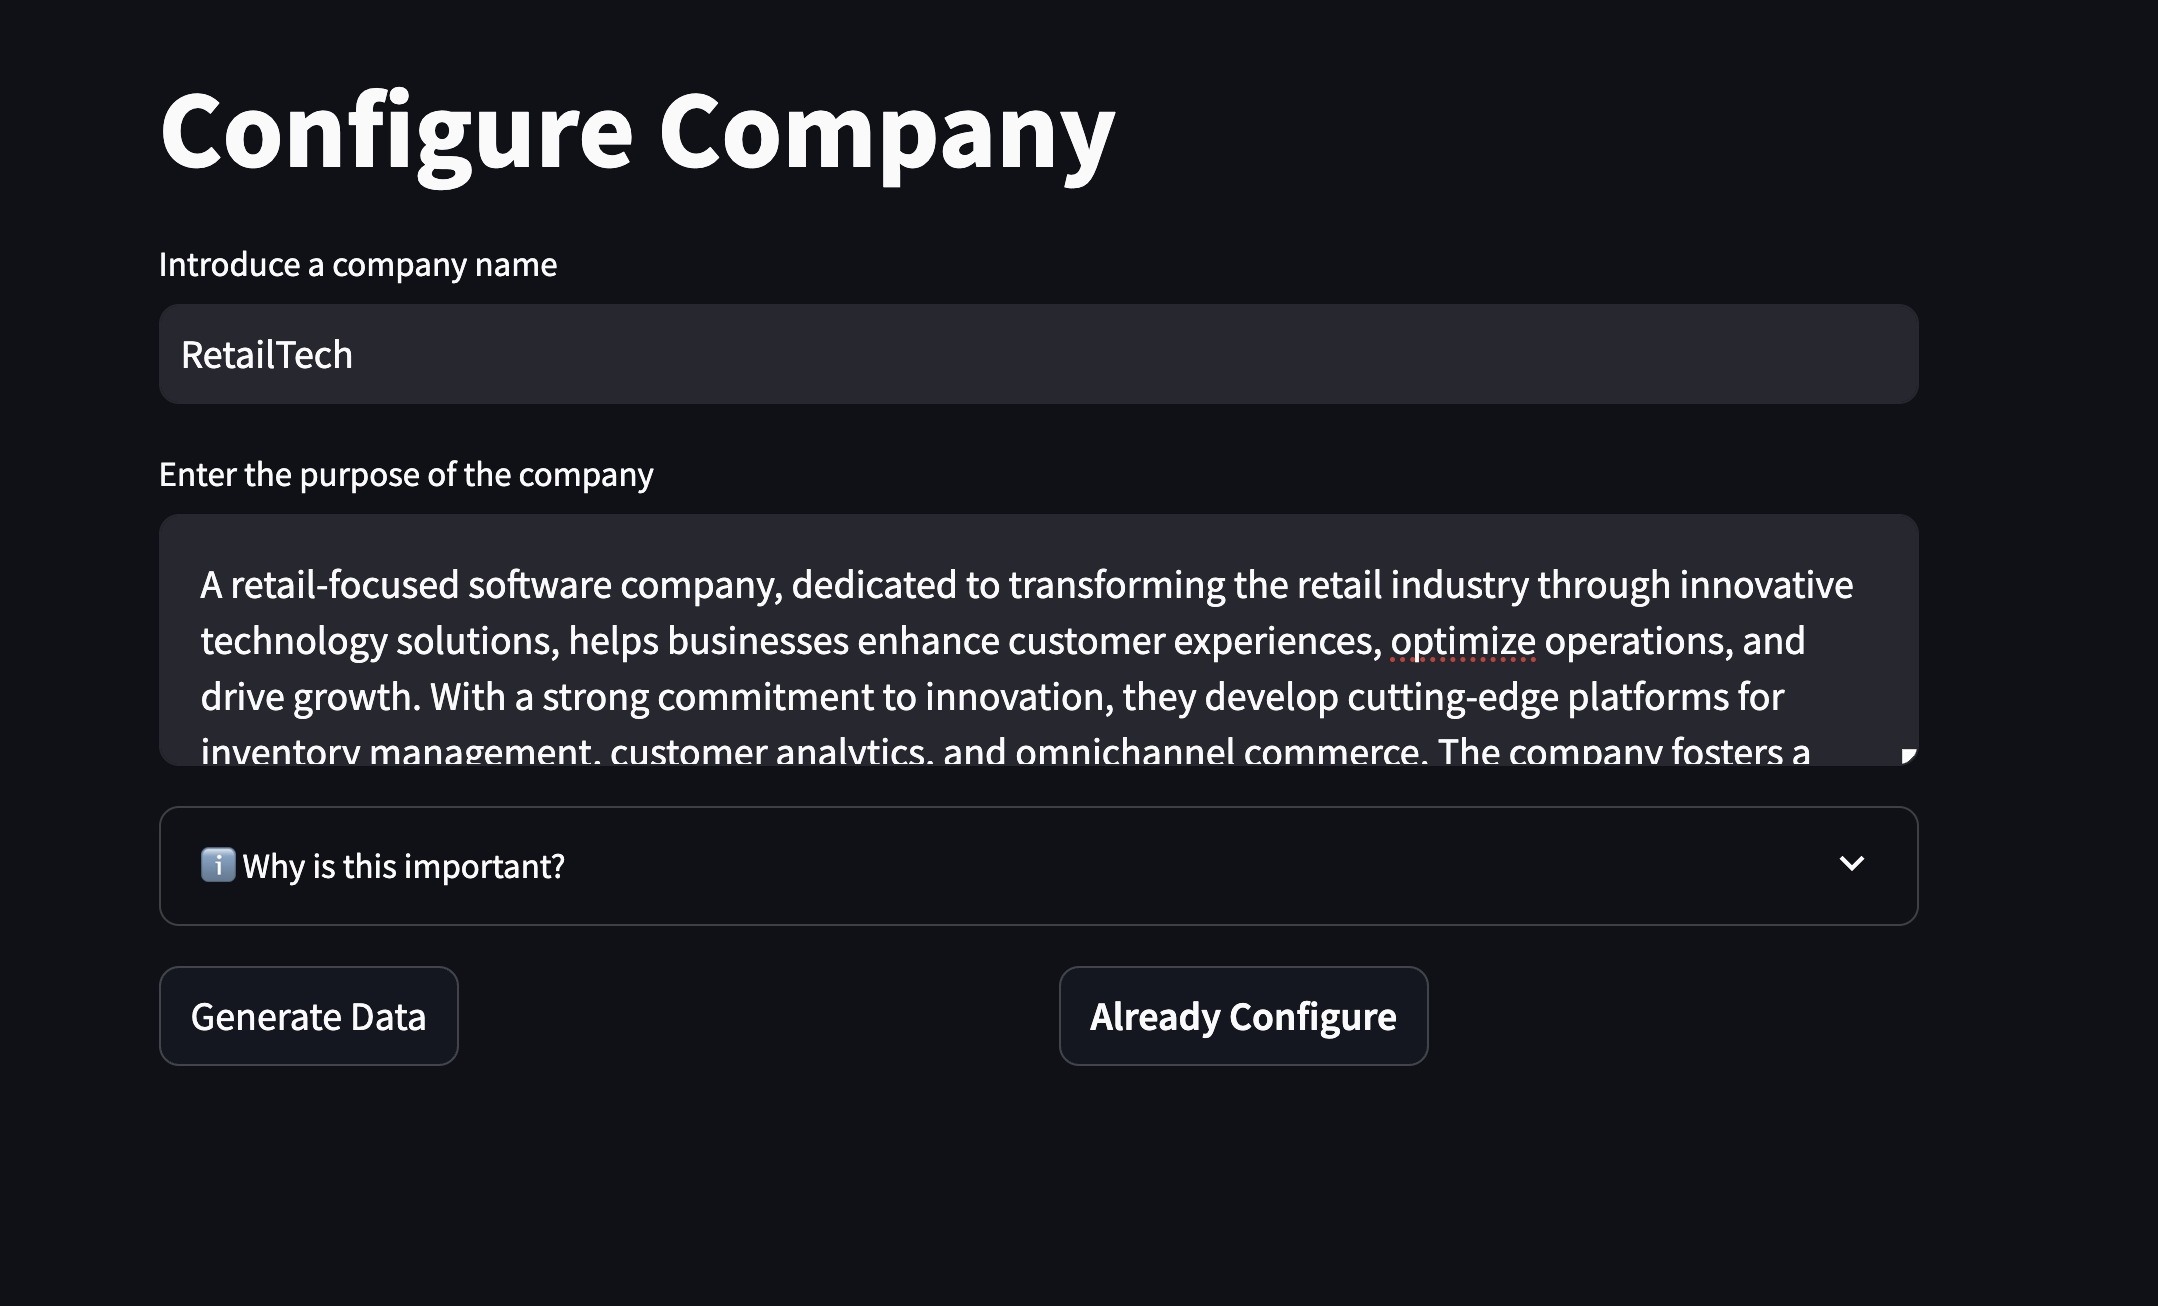 Configure Company
Introduce a company name
RetailTech
Enter the purpose of the company
A retail-focused software company, dedicated to transforming the retail industry through innovative
technology solutions, helps businesses enhance customer experiences, optimize operations, and
drive growth. With a strong commitment to innovation, they develop cutting-edge platforms for
inventory management, customer analytics, and omnichannel commerce. The company fosters a
Why is this important?
Generate Data
Already Configure